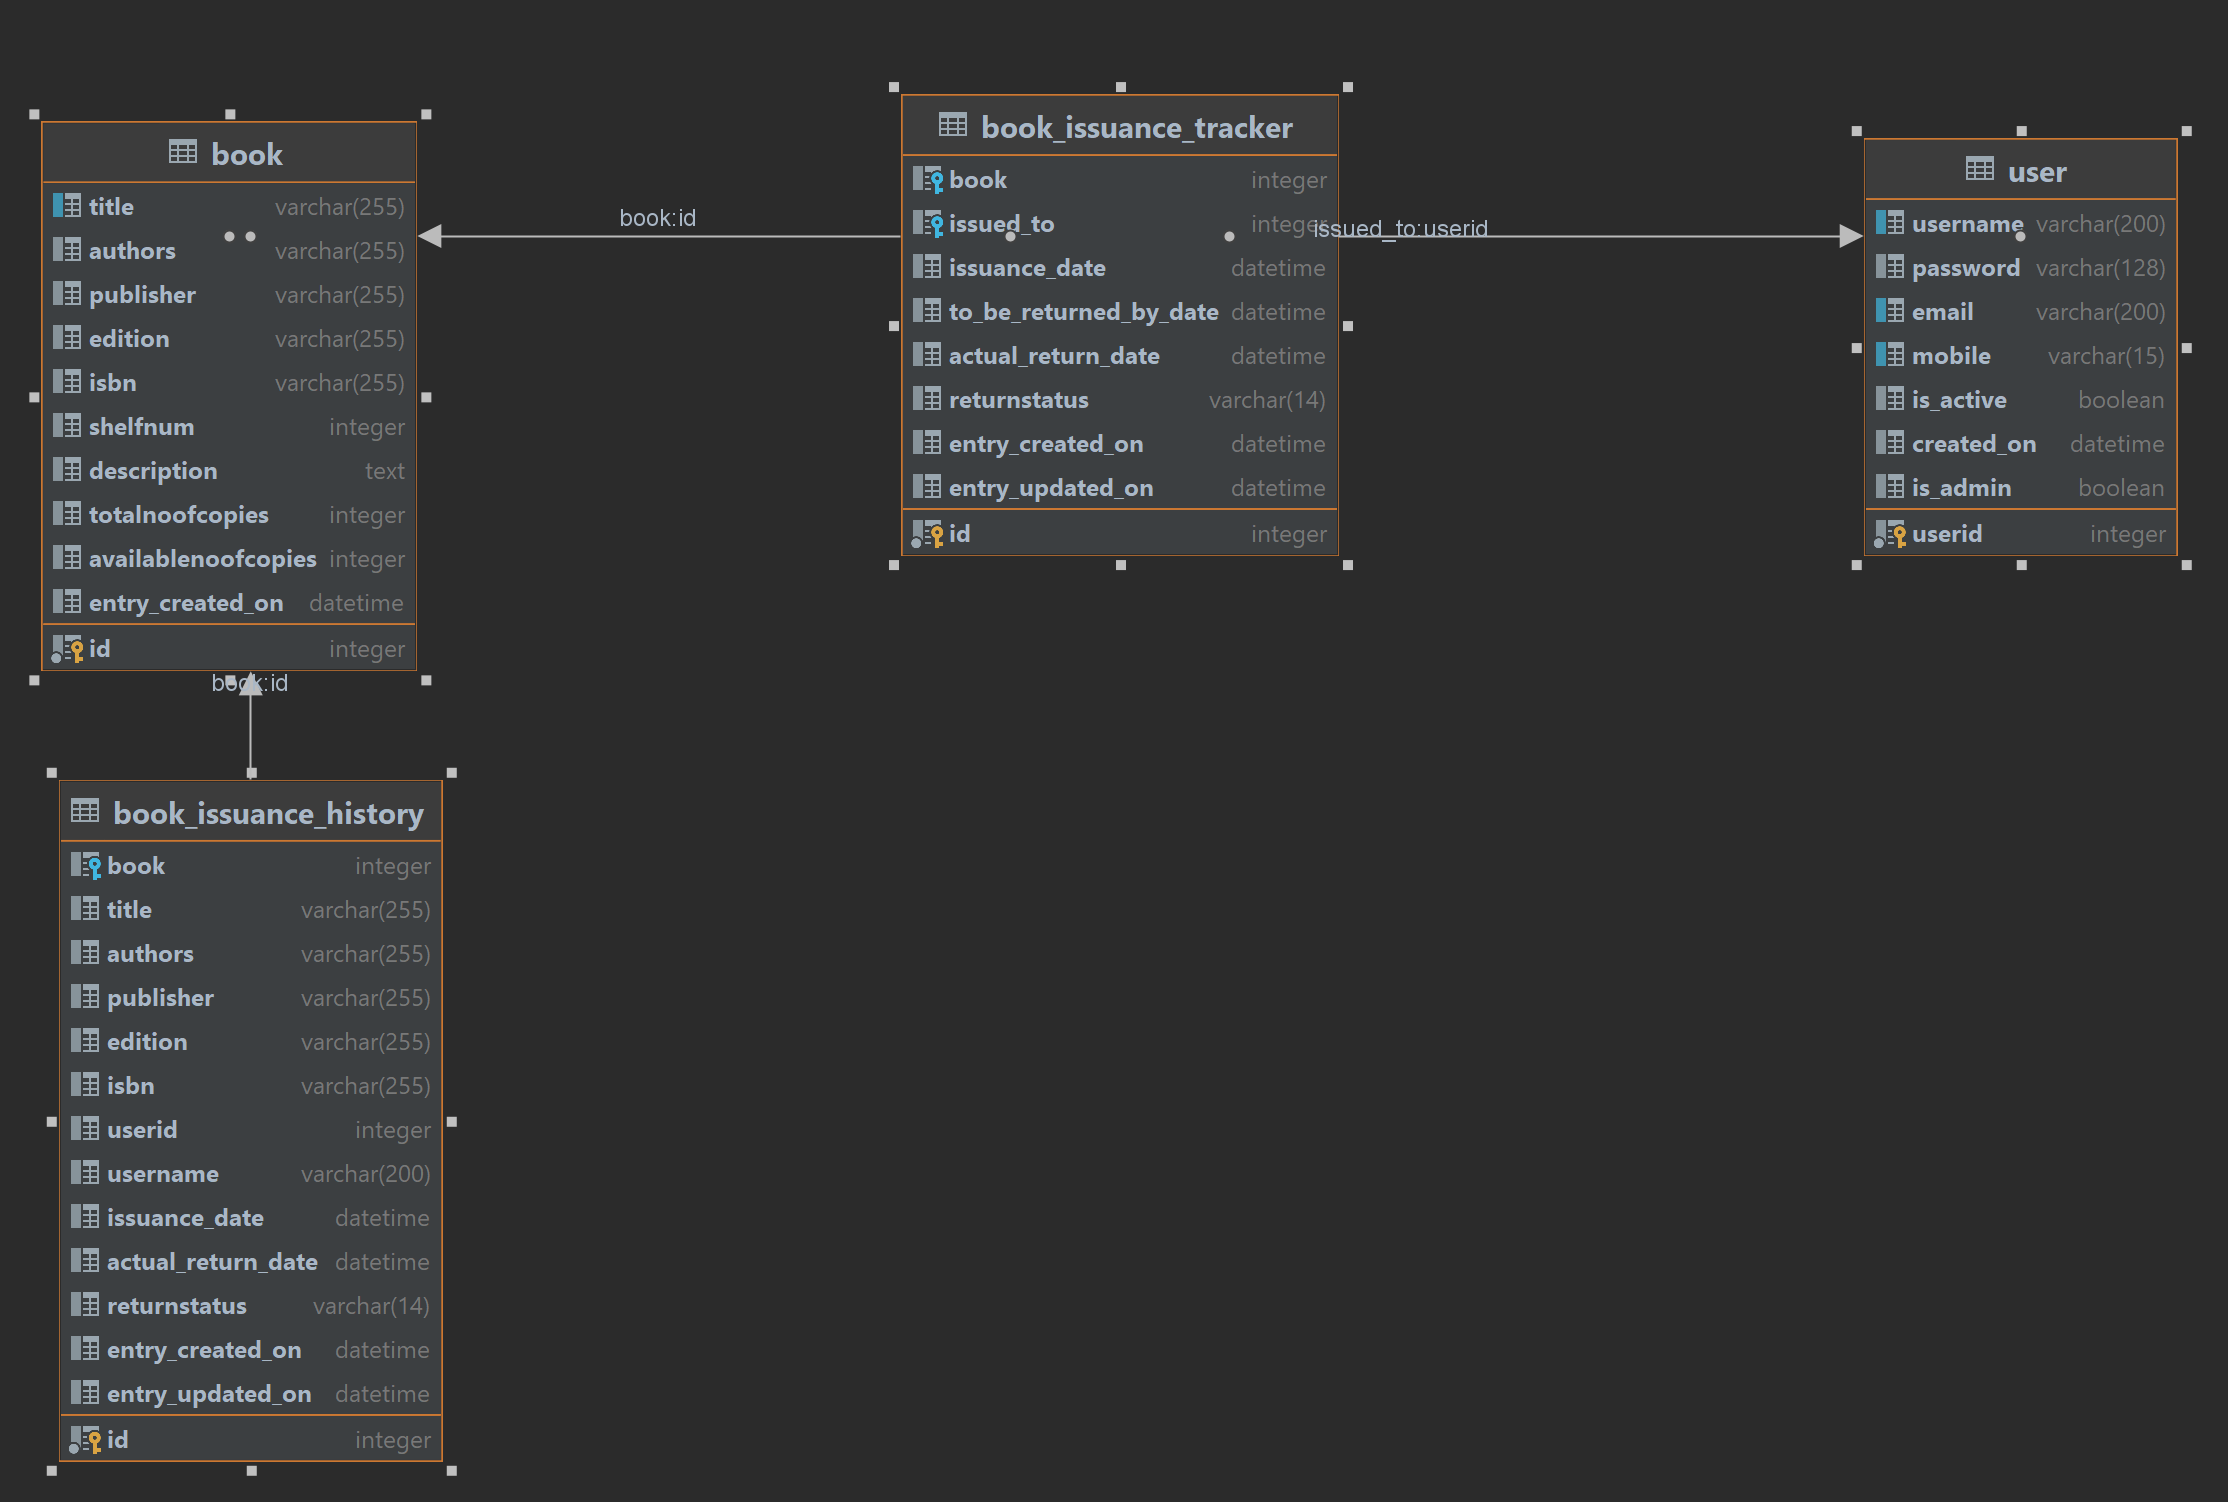 book
title varchar(255)
authors varchar(255)
publisher varchar(255)
edition varchar(255)
isbn varchar(255)
shelfnum integer
description text
totalnoofcopies integer
availablenoofcopies integer
entry_created_on datetime
id integer
book:id
book_issuance_tracker
book integer
issued_to integer
issuance_date datetime
to_be_returned_by_date datetime
actual_return_date datetime
returnstatus varchar(14)
entry_created_on datetime
entry_updated_on datetime
id integer
issued_to:userid
user
username varchar(200)
password varchar(128)
email varchar(200)
mobile varchar(15)
is_active boolean
created_on datetime
is_admin boolean
userid integer
book:id
book_issuance_history
book integer
title varchar(255)
authors varchar(255)
publisher varchar(255)
edition varchar(255)
isbn varchar(255)
userid integer
username varchar(200)
issuance_date datetime
actual_return_date datetime
returnstatus varchar(14)
entry_created_on datetime
entry_updated_on datetime
id integer